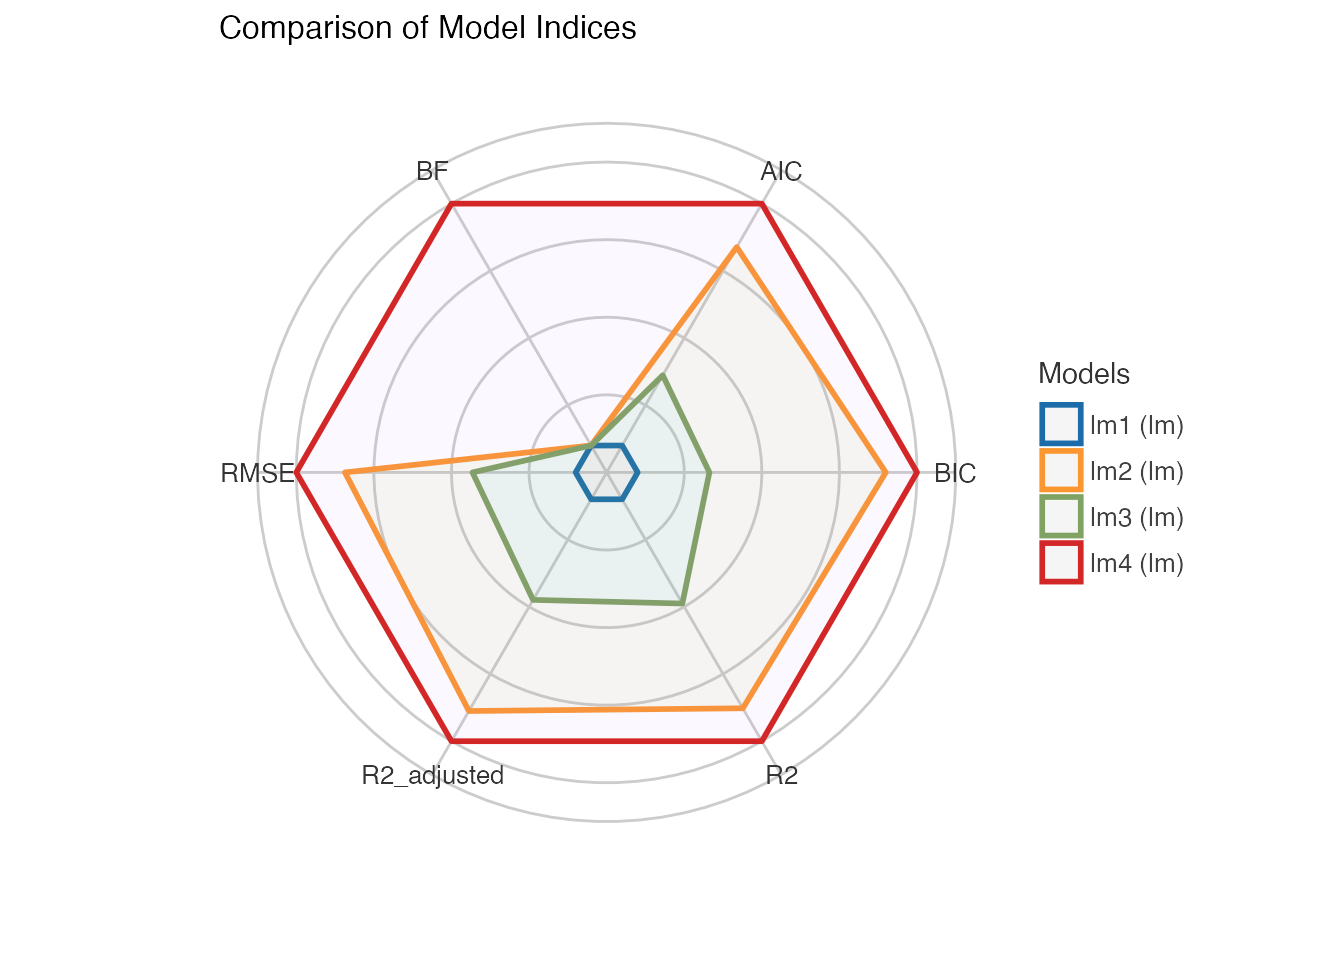 Comparison of Model Indices
BF
AIC
RMSE
BIC
R2_adjusted
R2
Models
lm1 (lm)
lm2 (lm)
lm3 (lm)
lm4 (lm)